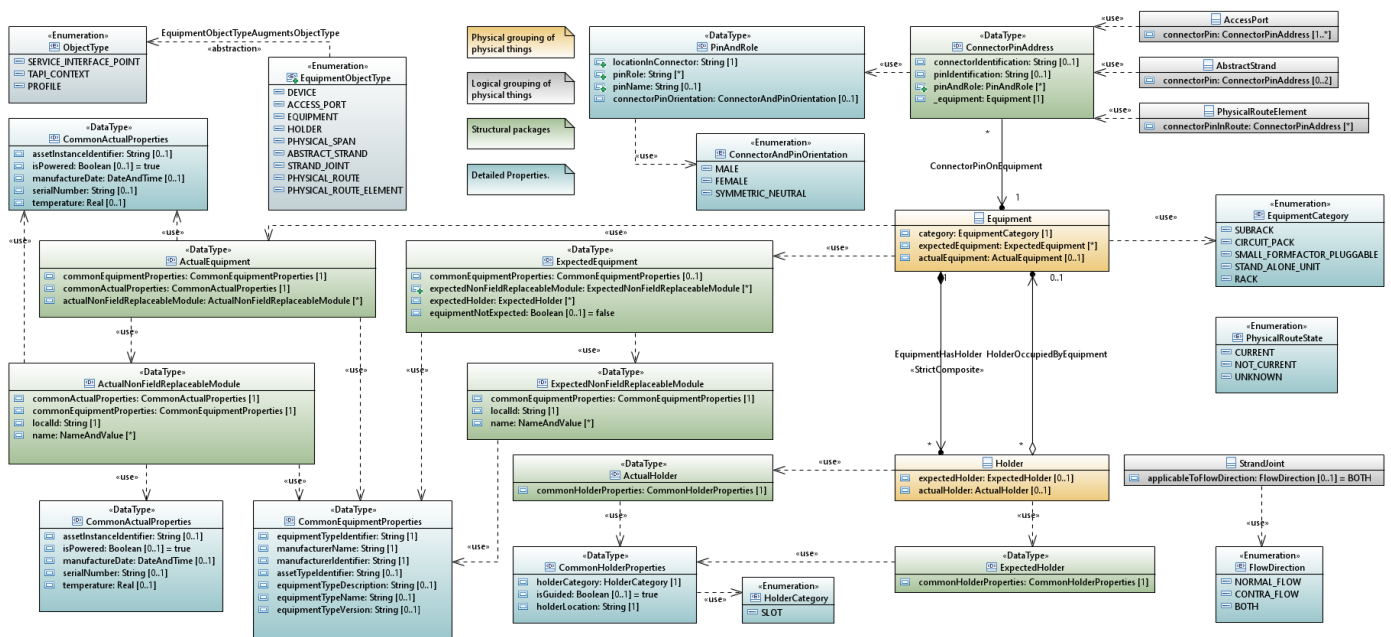 «Enumeration»
ObjectType
SERVICE_INTERFACE_POINT
TAPI_CONTEXT
PROFILE
EquipmentObjectTypeAugmentsObjectType
«abstraction»
«Enumeration»
EquipmentObjectType
DEVICE
ACCESS_PORT
EQUIPMENT
HOLDER
PHYSICAL_SPAN
ABSTRACT_STRAND
STRAND_JOINT
PHYSICAL_ROUTE
PHYSICAL_ROUTE_ELEMENT
Physical grouping of
physical things
Logical grouping of
physical things
Structural packages
Detailed Properties.
«DataType»
PinAndRole
locationInConnector: String [1]
pinRole: String [*]
pinName: String [0..1]
connectorPinOrientation: ConnectorAndPinOrientation [0..1]
«use»
«Enumeration»
ConnectorAndPinOrientation
MALE
FEMALE
SYMMETRIC_NEUTRAL
«use»
«DataType»
ConnectorPinAddress
connectorIdentification: String [0..1]
pinIdentification: String [0..1]
pinAndRole: PinAndRole [*]
_equipment: Equipment [1]
«use»
AccessPort
connectorPin: ConnectorPinAddress [1..*]
«use»
AbstractStrand
connectorPin: ConnectorPinAddress [0..2]
«use»
PhysicalRouteElement
connectorPinInRoute: ConnectorPinAddress [*]
*
ConnectorPinOnEquipment
1
«DataType»
CommonActualProperties
assetInstanceIdentifier: String [0..1]
isPowered: Boolean [0..1] = true
manufactureDate: DateAndTime [0..1]
serialNumber: String [0..1]
temperature: Real [0..1]
«use»
«use»
«DataType»
ActualEquipment
commonEquipmentProperties: CommonEquipmentProperties [1]
commonActualProperties: CommonActualProperties [1]
actualNonFieldReplaceableModule: ActualNonFieldReplaceableModule [*]
«use»
«DataType»
ExpectedEquipment
commonEquipmentProperties: CommonEquipmentProperties [0..1]
expectedNonFieldReplaceableModule: ExpectedNonFieldReplaceableModule [*]
expectedHolder: ExpectedHolder [*]
equipmentNotExpected: Boolean [0..1] = false
«use»
Equipment
category: EquipmentCategory [1]
expectedEquipment: ExpectedEquipment [*]
actualEquipment: ActualEquipment [0..1]
«use»
«Enumeration»
EquipmentCategory
SUBRACK
CIRCUIT_PACK
SMALL_FORMFACTOR_PLUGGABLE
STAND_ALONE_UNIT
RACK
1
0..1
«Enumeration»
PhysicalRouteState
CURRENT
NOT_CURRENT
UNKNOWN
EquipmentHasHolder
«StrictComposite»
HolderOccupiedByEquipment
*
*
«use»
«use»
«use»
«use»
«DataType»
ActualNonFieldReplaceableModule
commonActualProperties: CommonActualProperties [1]
commonEquipmentProperties: CommonEquipmentProperties [1]
localId: String [1]
name: NameAndValue [*]
«DataType»
ExpectedNonFieldReplaceableModule
commonEquipmentProperties: CommonEquipmentProperties [1]
localId: String [1]
name: NameAndValue [*]
«use»
«use»
«use»
«DataType»
ActualHolder
commonHolderProperties: CommonHolderProperties [1]
«use»
Holder
expectedHolder: ExpectedHolder [0..1]
actualHolder: ActualHolder [0..1]
StrandJoint
applicableToFlowDirection: FlowDirection [0..1] = BOTH
«DataType»
CommonActualProperties
assetInstanceIdentifier: String [0..1]
isPowered: Boolean [0..1] = true
manufactureDate: DateAndTime [0..1]
serialNumber: String [0..1]
temperature: Real [0..1]
«DataType»
CommonEquipmentProperties
equipmentTypeIdentifier: String [1]
manufacturerName: String [1]
manufacturerIdentifier: String [1]
assetTypeIdentifier: String [0..1]
equipmentTypeDescription: String [0..1]
equipmentTypeName: String [0..1]
equipmentTypeVersion: String [0..1]
«use»
«use»
«use»
«DataType»
CommonHolderProperties
holderCategory: HolderCategory [1]
isGuided: Boolean [0..1] = true
holderLocation: String [1]
«use»
«Enumeration»
HolderCategory
SLOT
«use»
«DataType»
ExpectedHolder
commonHolderProperties: CommonHolderProperties [1]
«Enumeration»
FlowDirection
NORMAL_FLOW
CONTRA_FLOW
BOTH